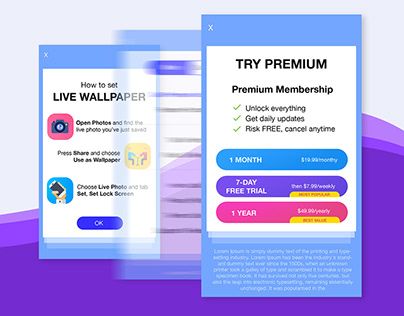 X
How to set
LIVE WALLPAPER
Open Photos and find the
live photo you've just saved
Press Share and choose
Use as Wallpaper
Choose Live Photo and tab
Set, Set Lock Screen
OK
X
TRY PREMIUM
Premium Membership
Unlock everything
Get daily updates
Risk FREE, cancel anytime
1 MONTH $19.99/monthly
7-DAY
FREE TRIAL then $7.99/weekly
MOST POPULAR
1 YEAR $49.99/yearly
BEST VALUE
Lorem Ipsum is simply dummy text of the printing and type-
setting industry. Lorem Ipsum has been the industry's
standard dummy text ever since the 1500s, when an unknown
printer took a galley of type and scrambled it to make a type
specimen book. It has survived not only five centuries, but
also the leap into electronic typesetting, remaining essentially
unchanged. It was popularised in the